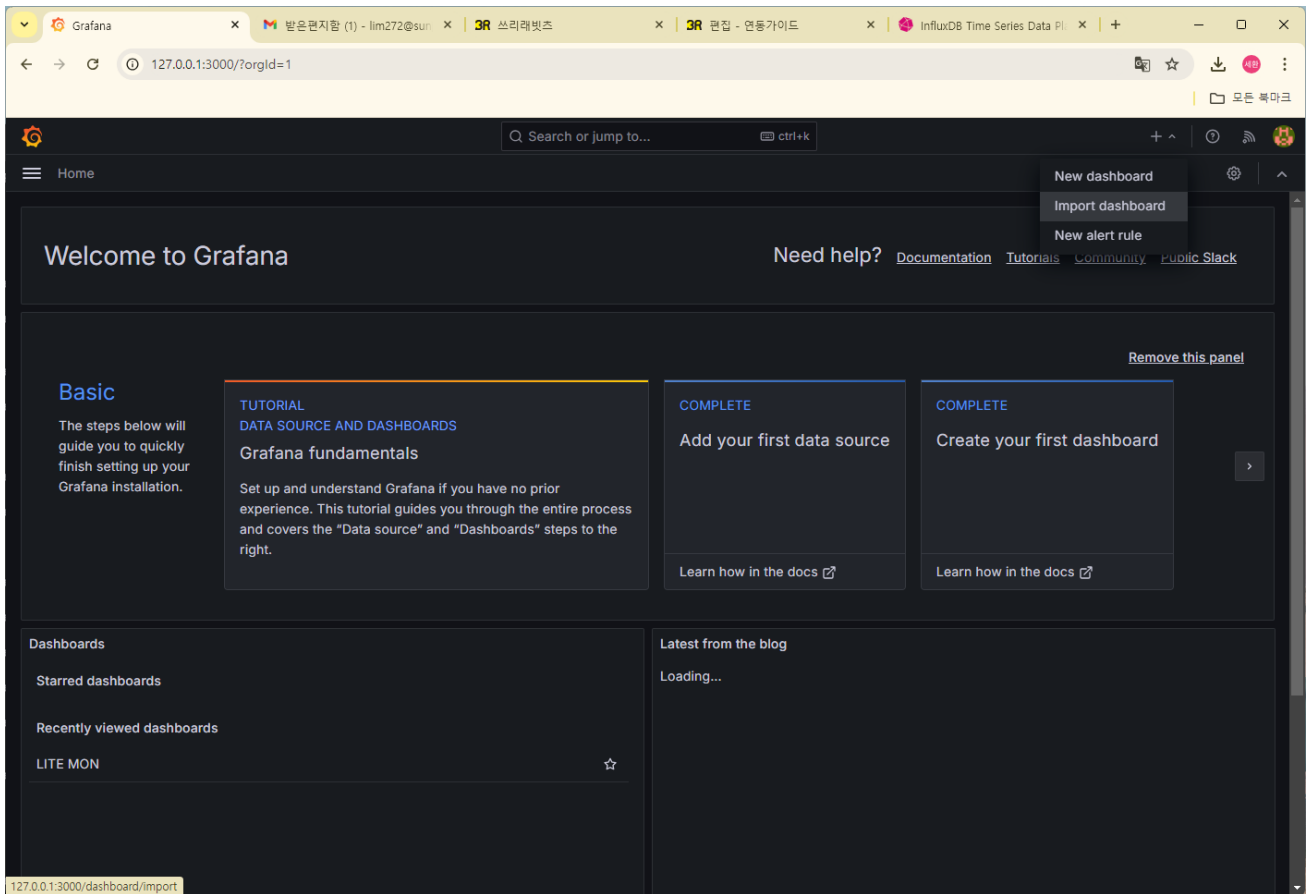 Grafana
받은편지함 (1) - lim272@sun
3R 쓰리래빗츠
3R 편집 - 연동가이드
InfluxDB Time Series Data Pl
127.0.0.1:3000/?orgId=1
세환
모든 북마크
Search or jump to...
ctrl+k
Home
New dashboard
Import dashboard
New alert rule
Welcome to Grafana
Need help?
Documentation
Tutorials
Community
Public Slack
Remove this panel
Basic
The steps below will
guide you to quickly
finish setting up your
Grafana installation.
TUTORIAL
DATA SOURCE AND DASHBOARDS
Grafana fundamentals
Set up and understand Grafana if you have no prior
experience. This tutorial guides you through the entire process
and covers the “Data source” and “Dashboards” steps to the
right.
COMPLETE
Add your first data source
Learn how in the docs
COMPLETE
Create your first dashboard
Learn how in the docs
Dashboards
Starred dashboards
Recently viewed dashboards
LITE MON
Latest from the blog
Loading...
127.0.0.1:3000/dashboard/import